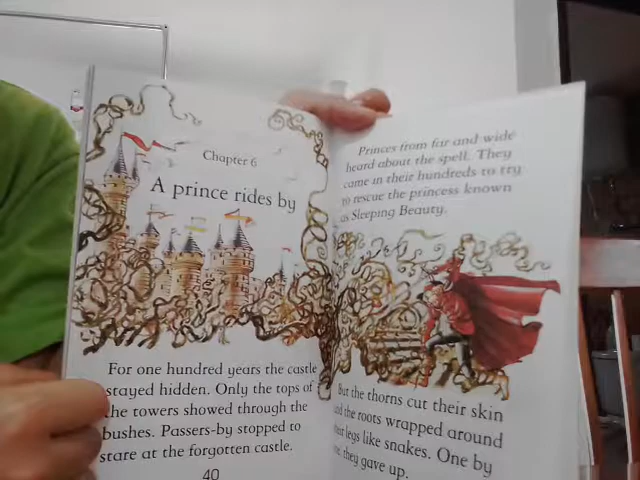 Chapter 6
A prince rides by
For one hundred years the castle
stayed hidden. Only the tops of
the towers showed through the
bushes. Passers-by stopped to
stare at the forgotten castle.
40
Princes from far and wide
heard about the spell. They
came in their hundreds to try
to rescue the princess known
as Sleeping Beauty.
But the thorns cut their skin
and the roots wrapped around
their legs like snakes. One by
they gave up.